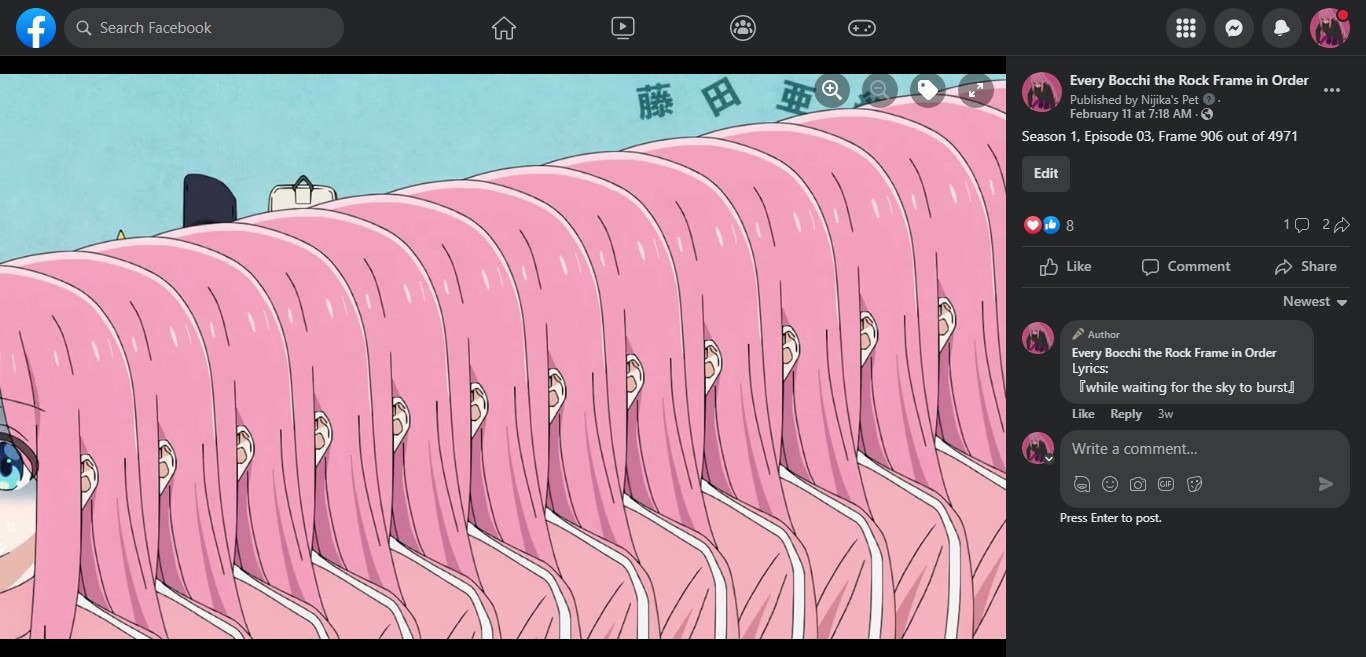 Search Facebook
藤田亜
Every Bocchi the Rock Frame in Order
Published by Nijika's Pet ·
February 11 at 7:18 AM ·
Season 1, Episode 03, Frame 906 out of 4971
Edit
8
1
2
Like
Comment
Share
Newest
Author
Every Bocchi the Rock Frame in Order
Lyrics:
『while waiting for the sky to burst』
Like Reply 3w
Write a comment...
GIF
Press Enter to post.